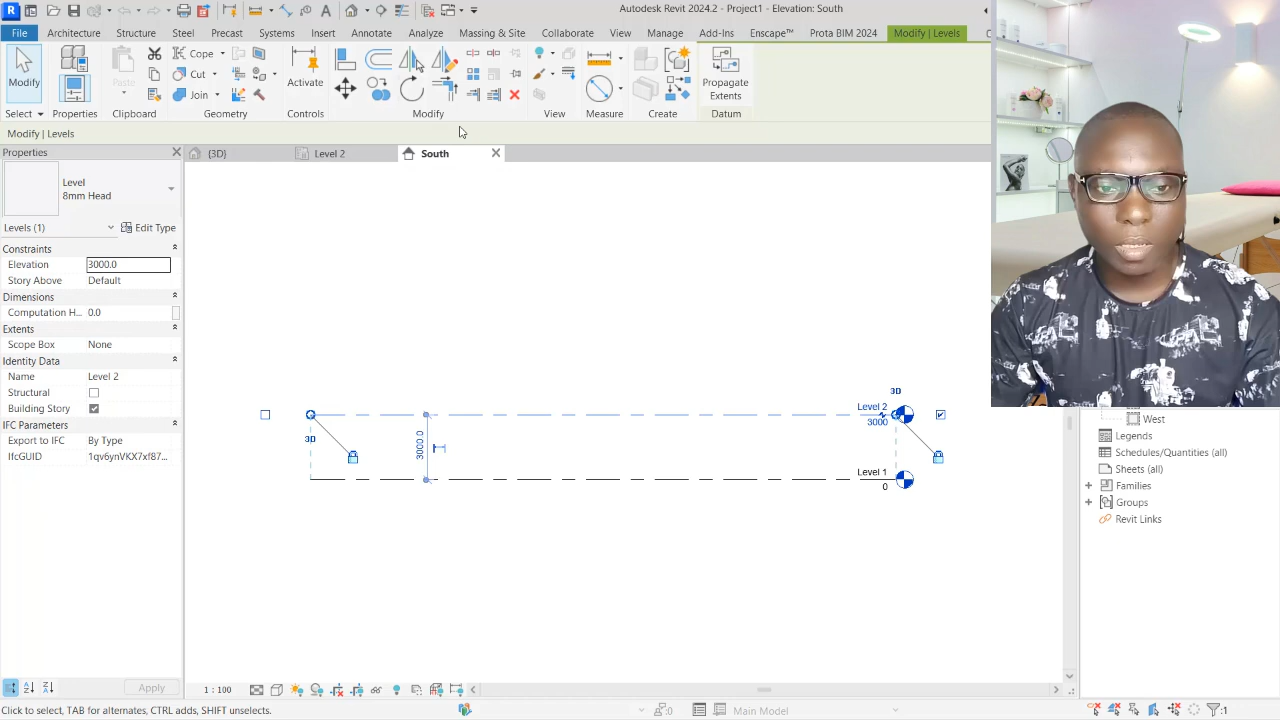 Autodesk Revit 2024.2 - Project1 - Elevation: South
File Architecture Structure Steel Precast Systems Insert Annotate Analyze Massing & Site Collaborate View Manage Add-Ins Enscape™ Prota BIM 2024 Modify | Levels
Modify
Properties
Paste
Cope
Cut
Join
Activate
Propagate
Extents
Select Properties Clipboard Geometry Controls Modify View Measure Create Datum
Modify | Levels
Properties
{3D} Level 2 South
Level
8mm Head
Levels (1) Edit Type
Constraints
Elevation 3000.0
Story Above Default
Dimensions
Computation H... 0.0
Extents
Scope Box None
Identity Data
Name Level 2
Structural
Building Story
IFC Parameters
Export to IFC By Type
IfcGUID 1qv6ynVKX7xf87...
Apply
3D
Level 2
3000
3D
3000.0
Level 1
0
West
Legends
Schedules/Quantities (all)
Sheets (all)
Families
Groups
Revit Links
1 : 100
Click to select, TAB for alternates, CTRL adds, SHIFT unselects.
:0
Main Model
:1